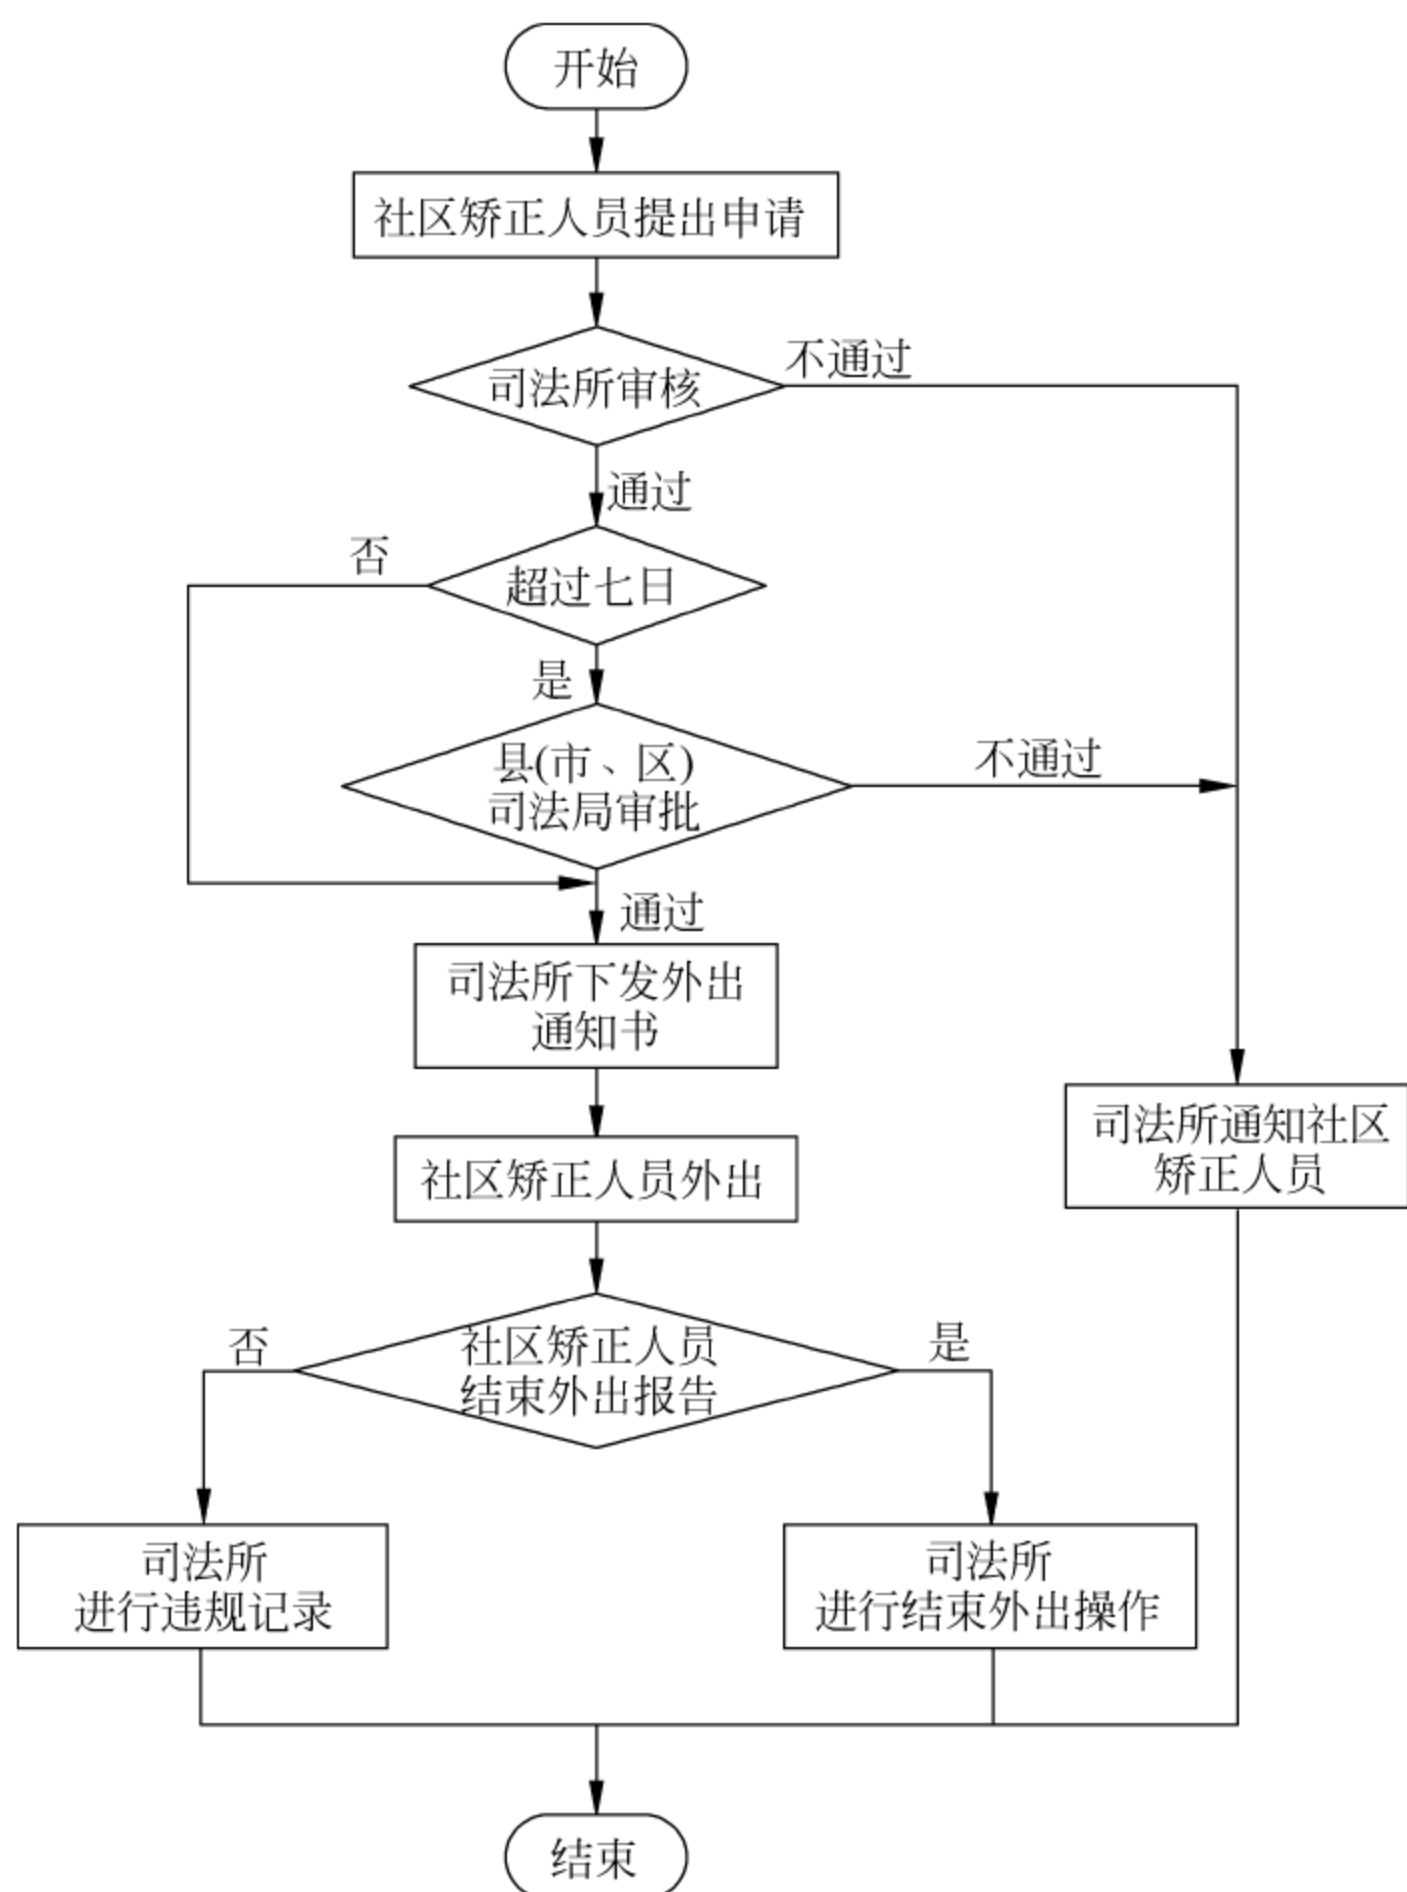 开始
社区矫正人员提出申请
司法所审核
不通过
通过
否
超过七日
是
县(市、区)
司法局审批
不通过
通过
司法所下发外出
通知书
司法所通知社区
矫正人员
社区矫正人员外出
否
社区矫正人员
结束外出报告
是
司法所
进行违规记录
司法所
进行结束外出操作
结束